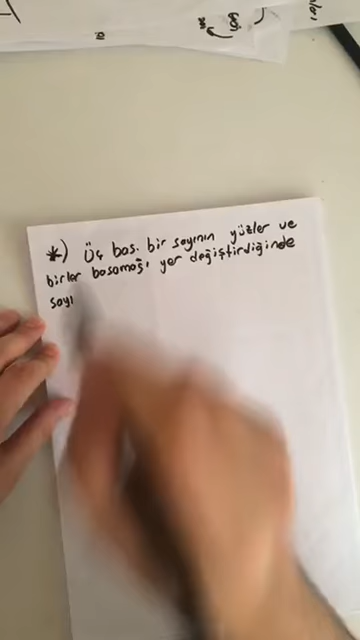 *) Üç bas. bir sayının yüzler ve
birler basamağı yer değiştirdiğinde
sayı